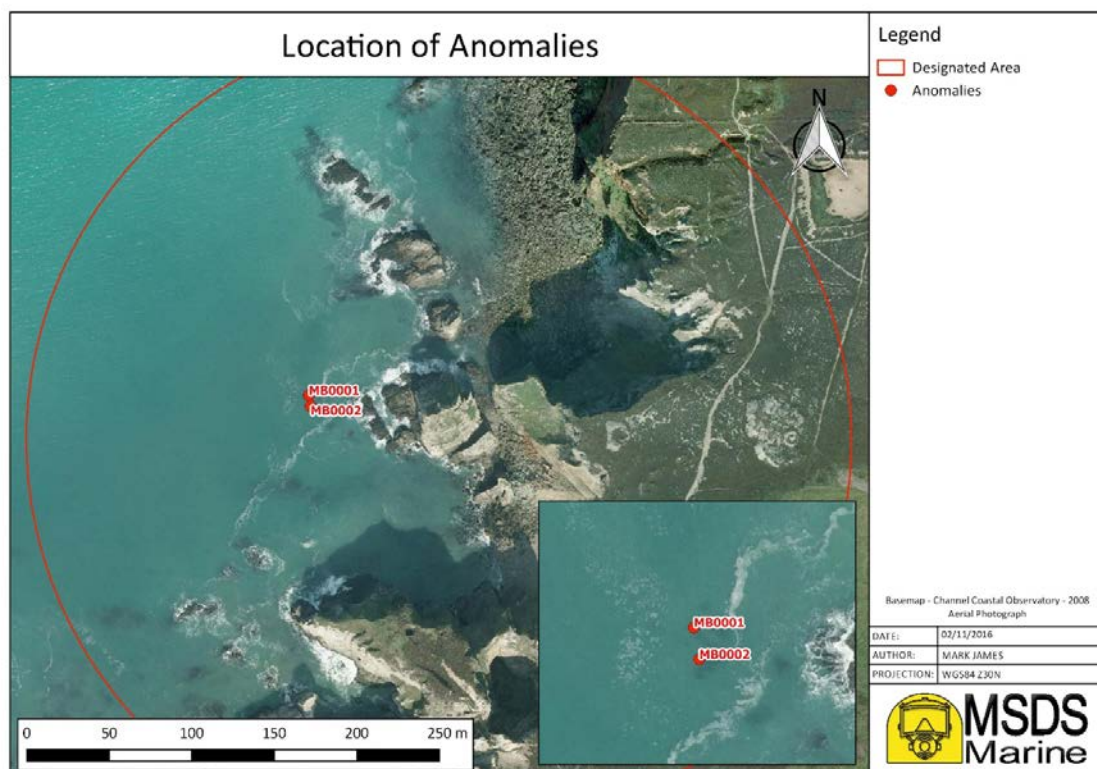 Location of Anomalies
Legend
Designated Area
Anomalies
N
MB0001
MB0002
MB0001
MB0002
0 50 100 150 200 250 m
Basemap - Channel Coastal Observatory - 2008
Aerial Photograph
DATE: 02/11/2016
AUTHOR: MARK JAMES
PROJECTION: WGS84 Z30N
MSDS
Marine